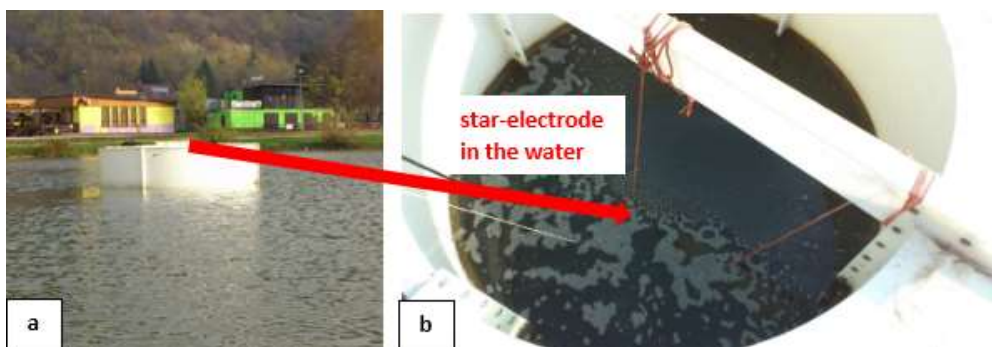 star-electrode
in the water
a
b